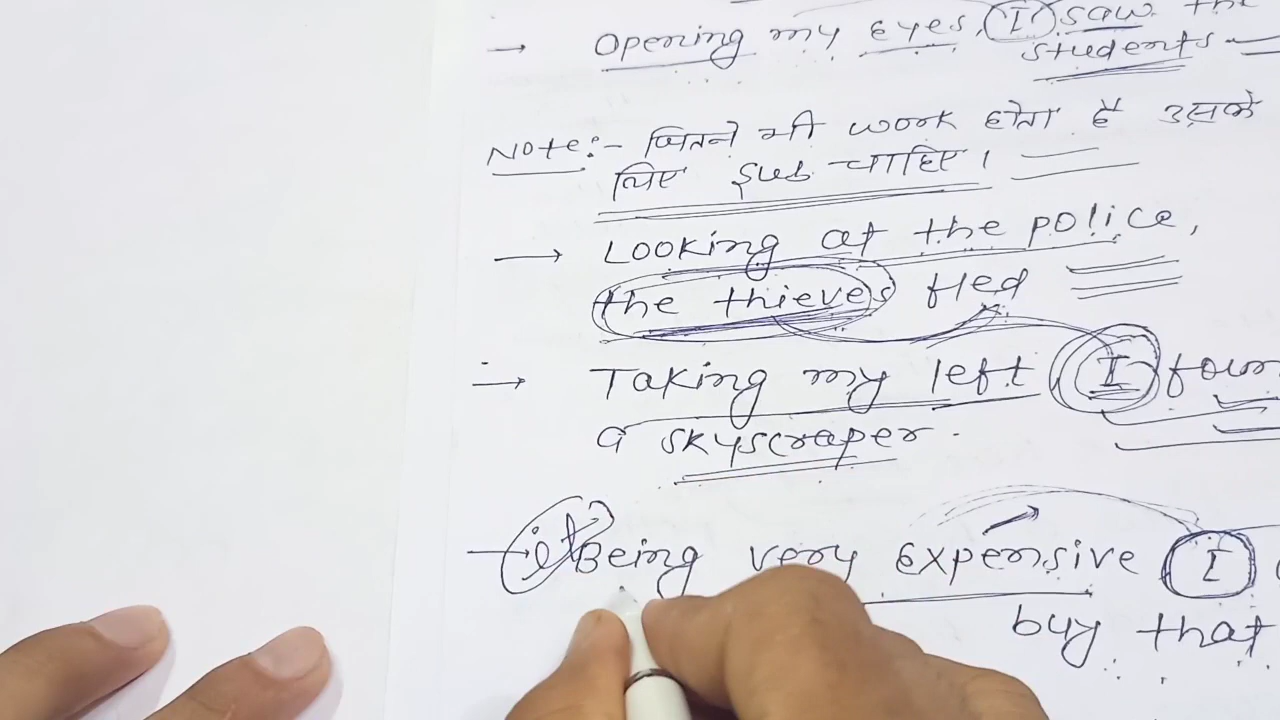 → Opening my eyes, I saw the
students
Note:- जितने भी work होता है उसके
लिए sub चाहिए।
→ Looking at the police,
the thieves fled
→ Taking my left I foun
a skyscraper.
→ it Being very expensive I
buy that